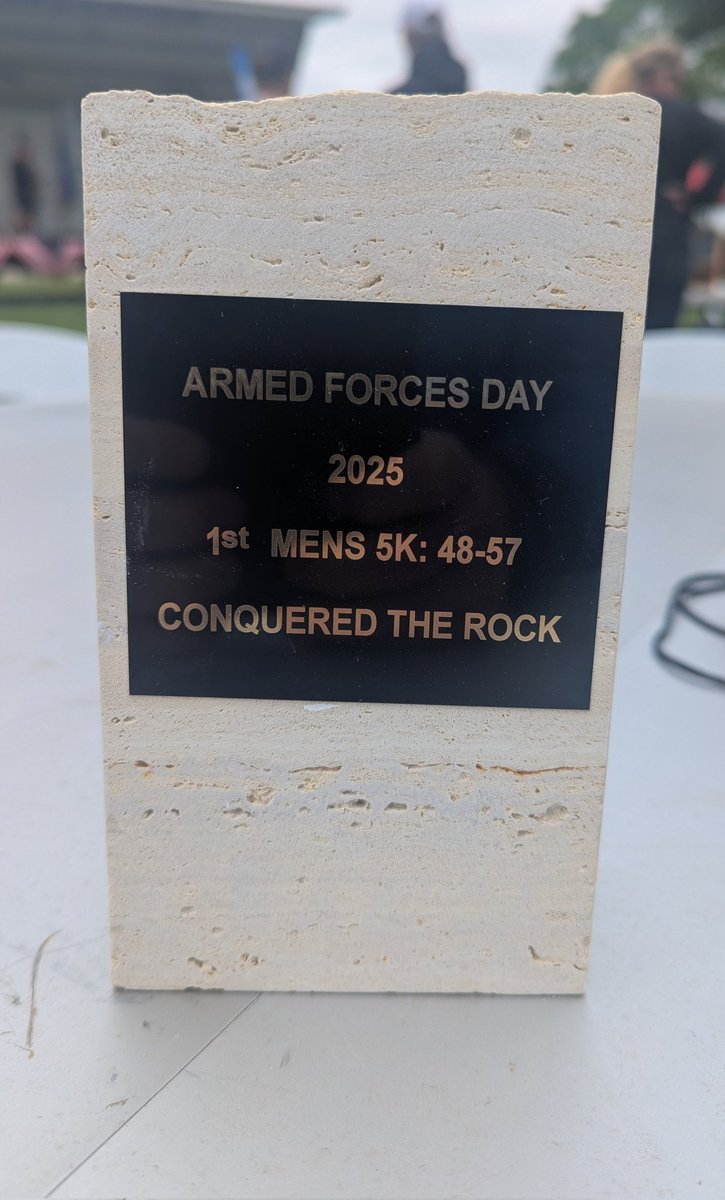 ARMED FORCES DAY
2025
1st MENS 5K: 48-57
CONQUERED THE ROCK